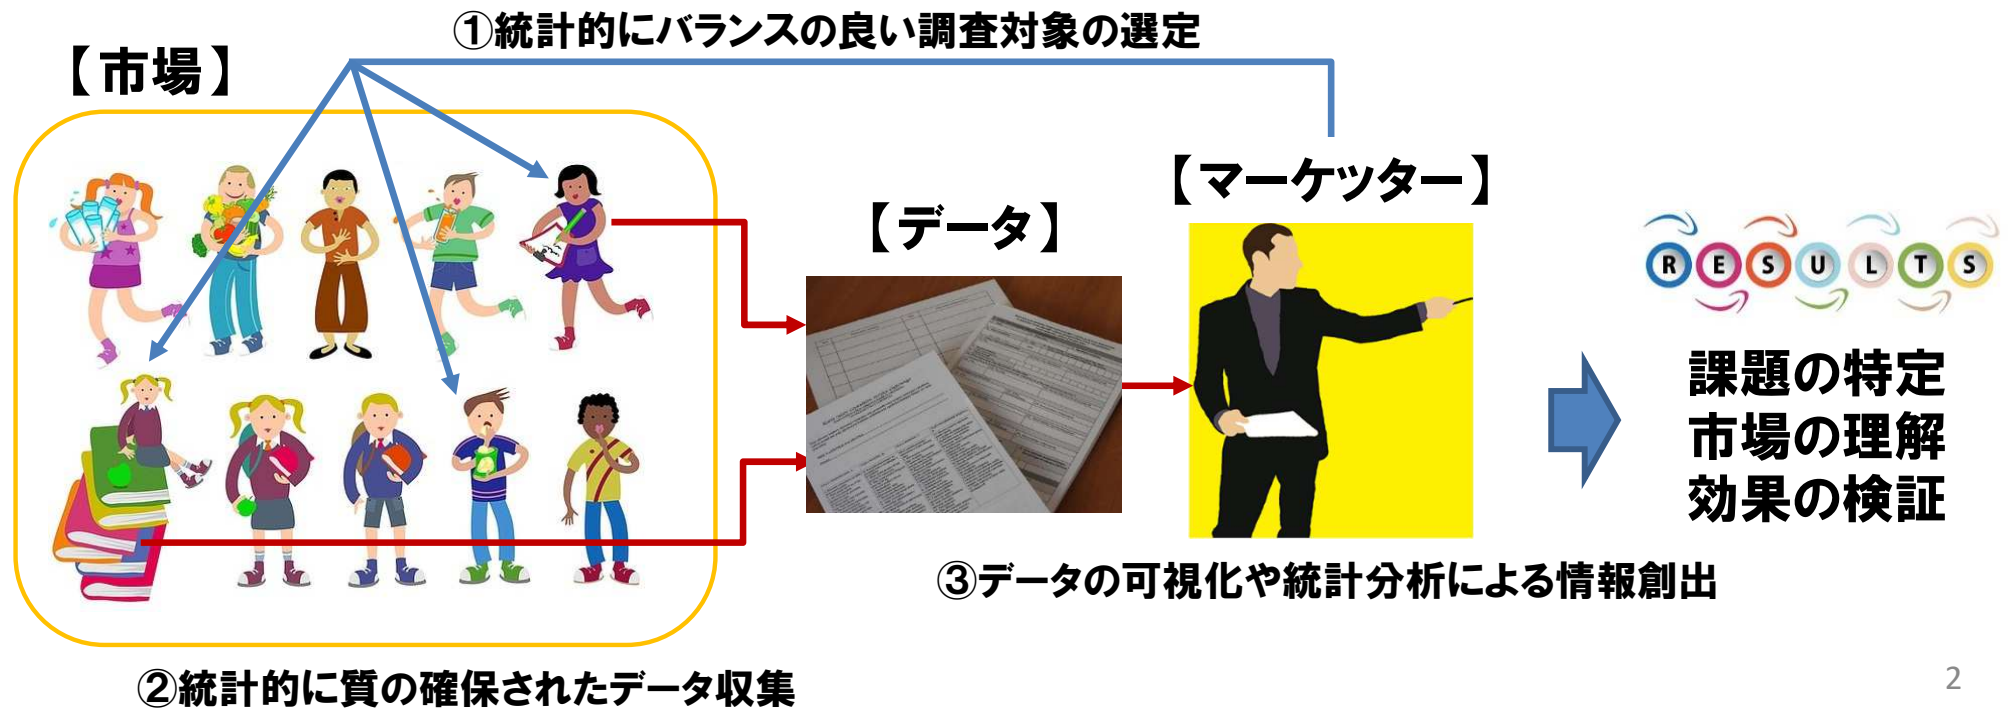 ①統計的にバランスの良い調査対象の選定
【市場】
【マーケッター】
【データ】
RESULTS
課題の特定
市場の理解
効果の検証
③データの可視化や統計分析による情報創出
②統計的に質の確保されたデータ収集
2